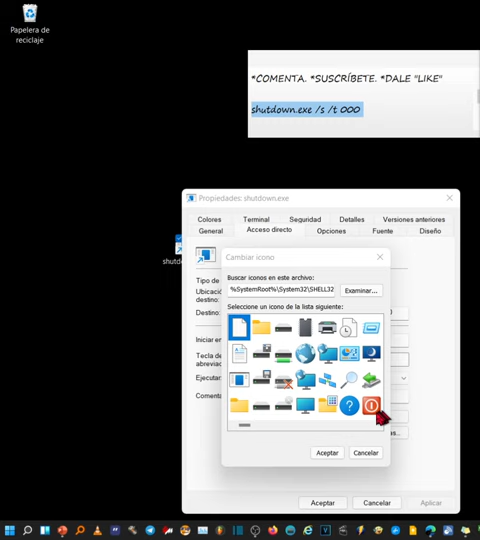 Papelera de
reciclaje
*COMENTA. *SUSCRÍBETE. *DALE "LIKE"
shutdown.exe /s /t 000
Propiedades: shutdown.exe
Colores Terminal Seguridad Detalles Versiones anteriores
General Acceso directo Opciones Fuente Diseño
shutdo
Tipo de
Ubicació
destino:
Destino:
0
Iniciar en
Tecla de
abreviac
Ejecutar:
Comenta
as...
Cambiar icono
Buscar iconos en este archivo:
%SystemRoot%\System32\SHELL32
Examinar...
Seleccione un icono de la lista siguiente:
Aceptar Cancelar
Aceptar Cancelar Aplicar